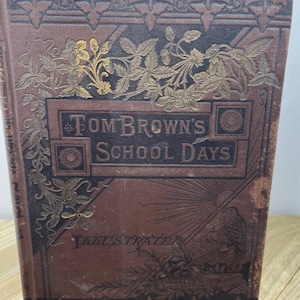 TOM BROWN'S
SCHOOL DAYS
ILLUSTRATED